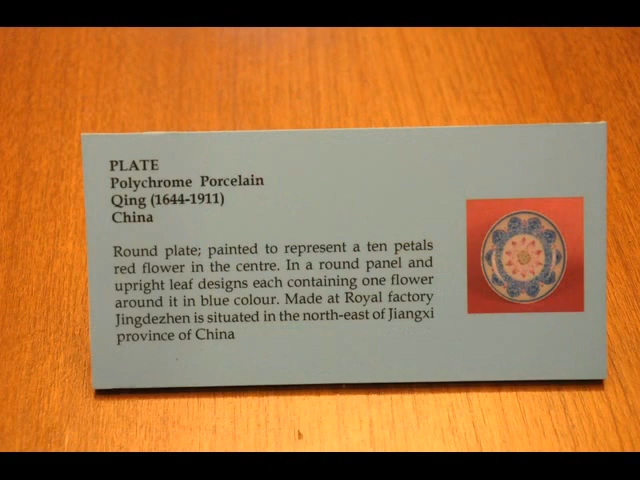 PLATE
Polychrome Porcelain
Qing (1644-1911)
China
Round plate; painted to represent a ten petals
red flower in the centre. In a round panel and
upright leaf designs each containing one flower
around it in blue colour. Made at Royal factory
Jingdezhen is situated in the north-east of Jiangxi
province of China